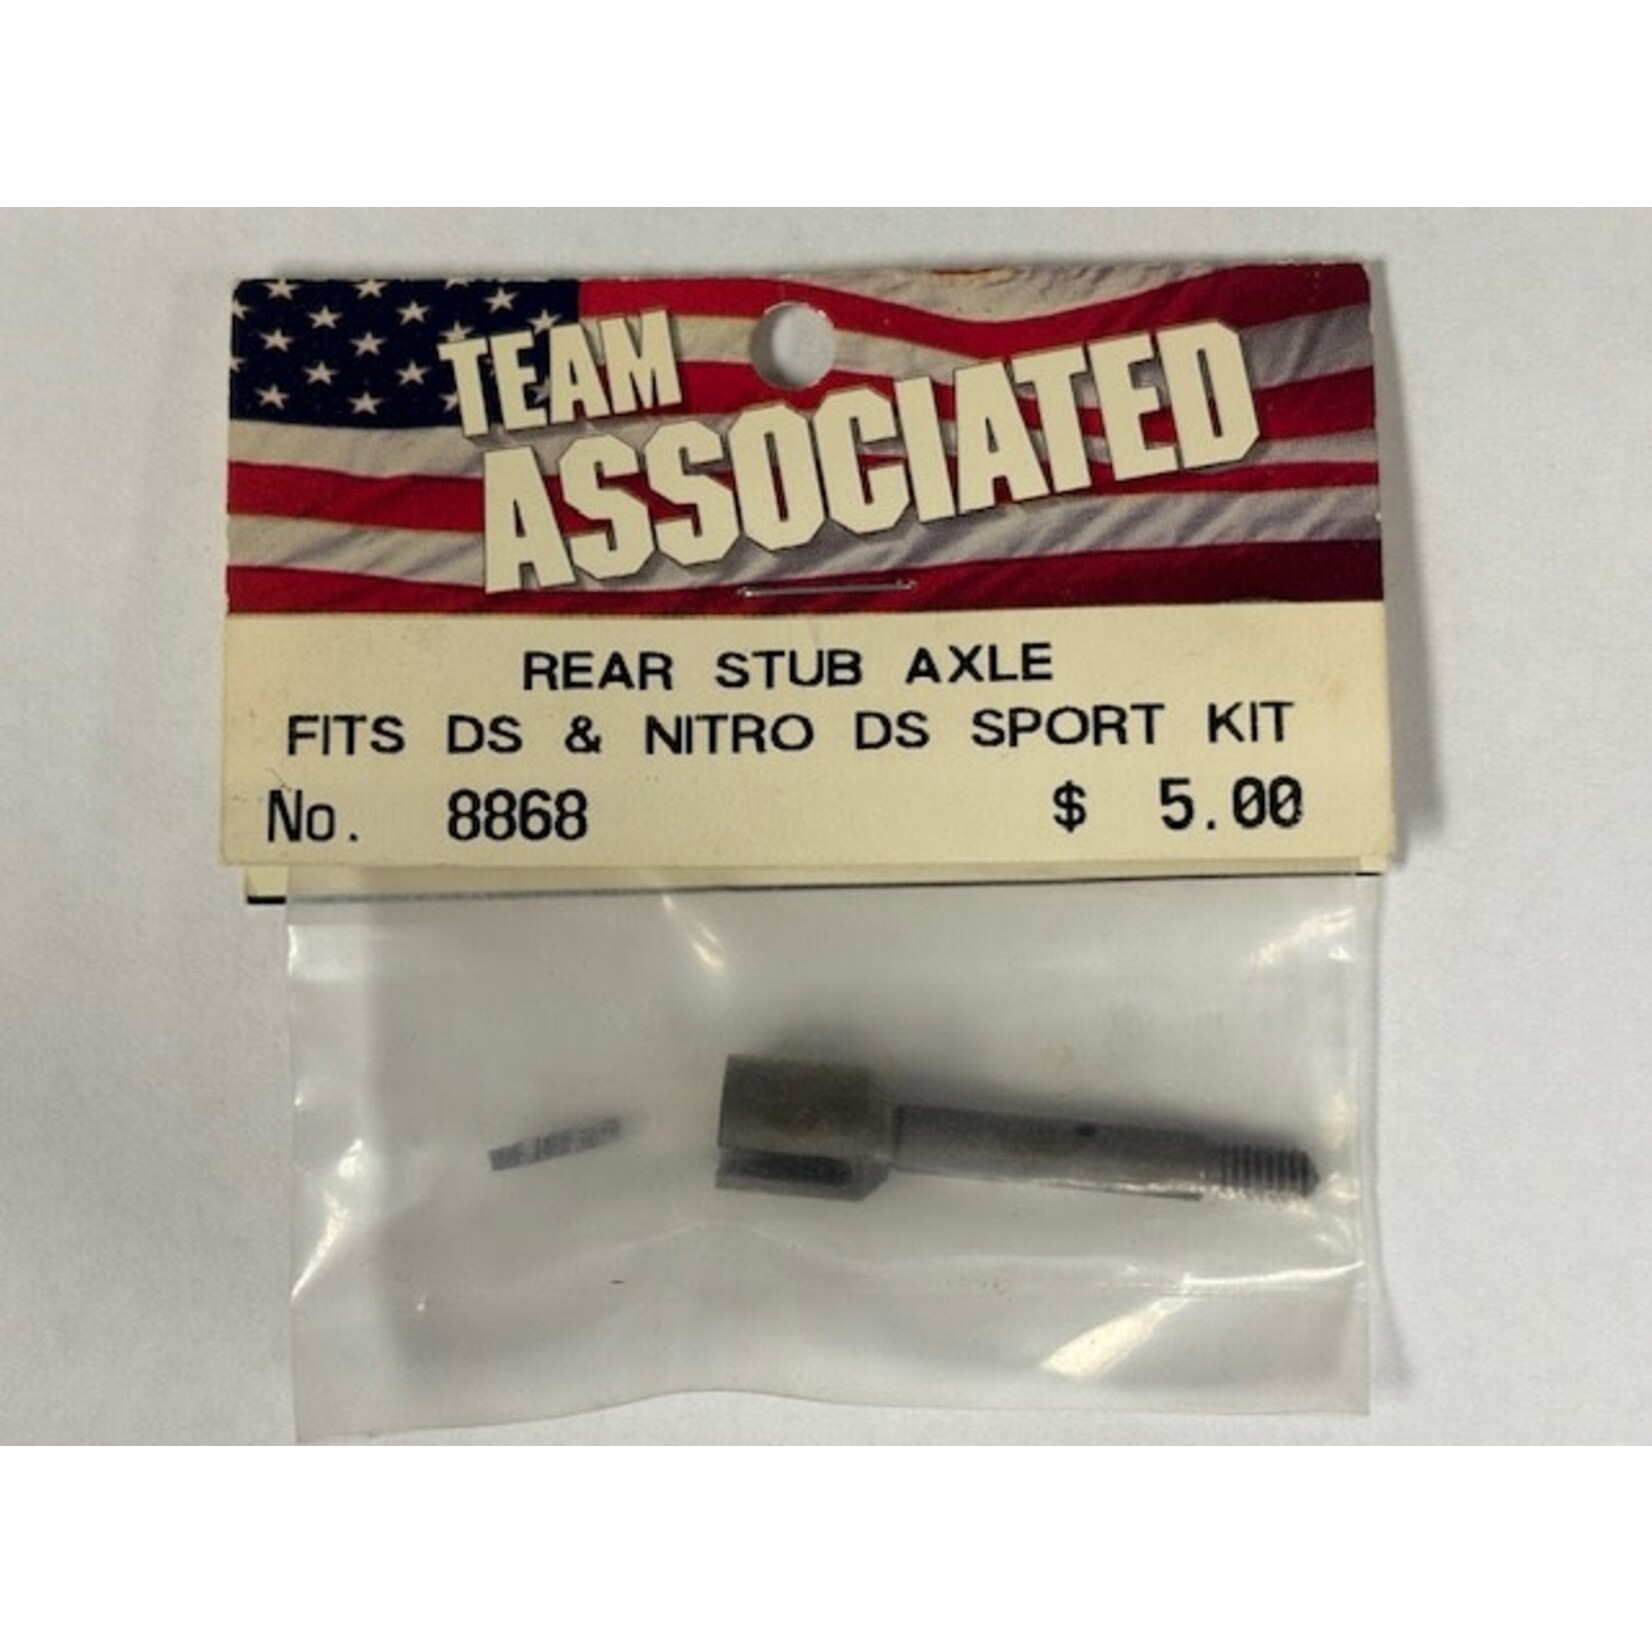 TEAM
ASSOCIATED
REAR STUB AXLE
FITS DS & NITRO DS SPORT KIT
No. 8868 $ 5.00